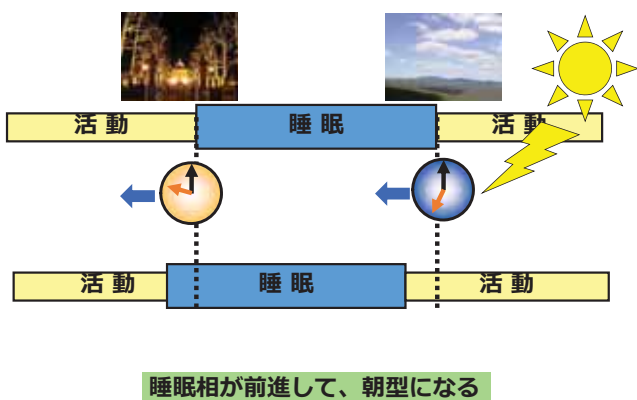 活 動 睡 眠 活 動
活 動 睡 眠 活 動
睡眠相が前進して、朝型になる